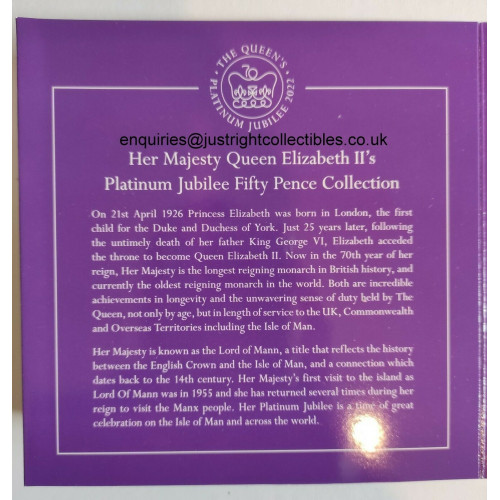 THE QUEEN'S
70
PLATINUM JUBILEE 2022
enquiries@justrightcollectibles.co.uk
Her Majesty Queen Elizabeth II's
Platinum Jubilee Fifty Pence Collection
On 21st April 1926 Princess Elizabeth was born in London, the first
child for the Duke and Duchess of York. Just 25 years later, following
the untimely death of her father King George VI, Elizabeth acceded
the throne to become Queen Elizabeth II. Now in the 70th year of her
reign, Her Majesty is the longest reigning monarch in British history, and
currently the oldest reigning monarch in the world. Both are incredible
achievements in longevity and the unwavering sense of duty held by The
Queen, not only by age, but in length of service to the UK, Commonwealth
and Overseas Territories including the Isle of Man.
Her Majesty is known as the Lord of Mann, a title that reflects the history
between the English Crown and the Isle of Man, and a connection which
dates back to the 14th century. Her Majesty's first visit to the island as
Lord Of Mann was in 1955 and she has returned several times during her
reign to visit the Manx people. Her Platinum Jubilee is a time of great
celebration on the Isle of Man and across the world.